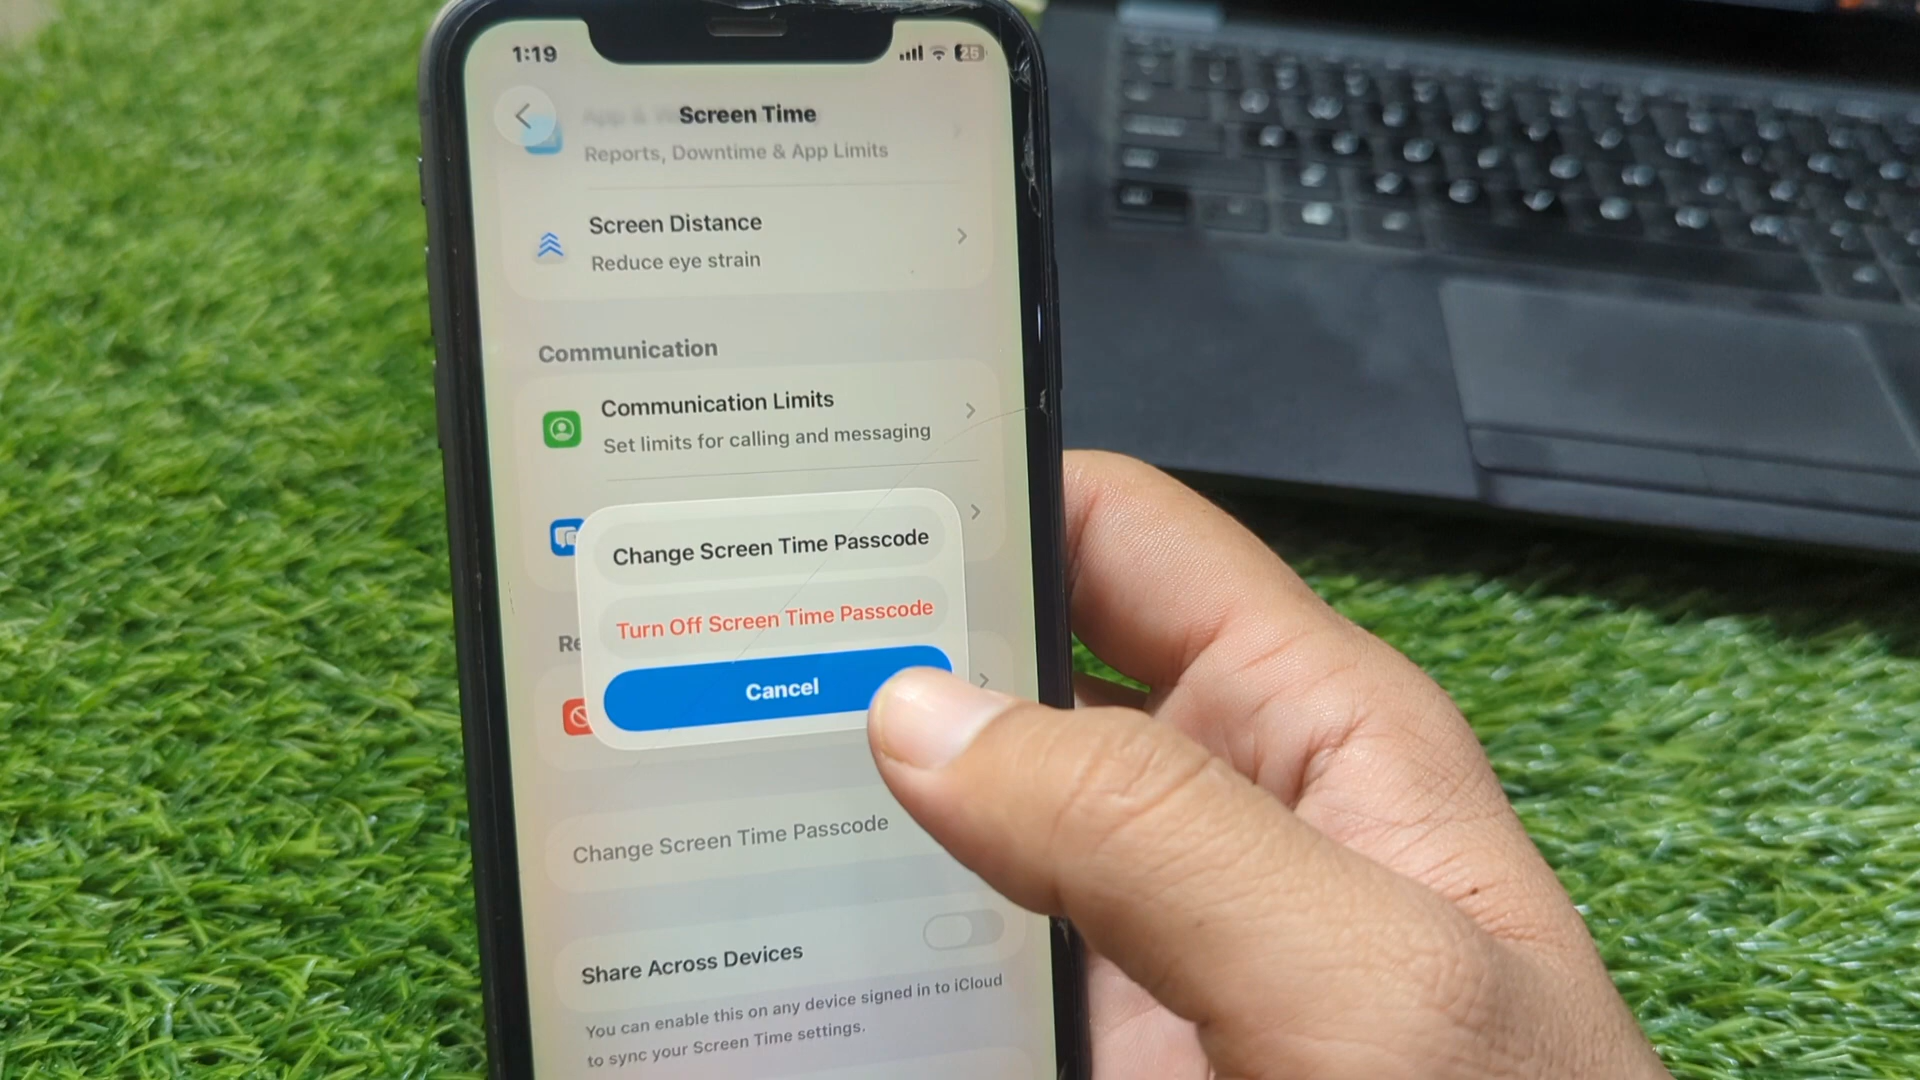 1:19
25
Screen Time
Reports, Downtime & App Limits
Screen Distance
Reduce eye strain
Communication
Communication Limits
Set limits for calling and messaging
Change Screen Time Passcode
Turn Off Screen Time Passcode
Cancel
Change Screen Time Passcode
Share Across Devices
You can enable this on any device signed in to iCloud
to sync your Screen Time settings.